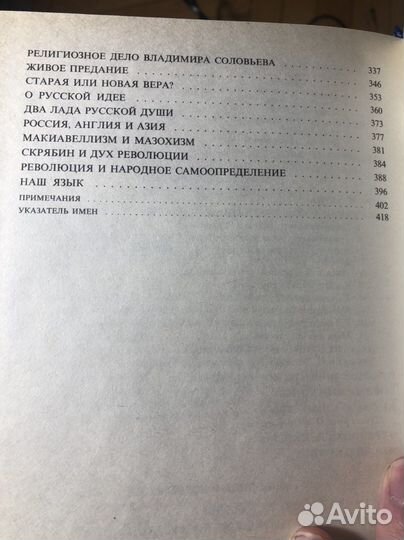 РЕЛИГИОЗНОЕ ДЕЛО ВЛАДИМИРА СОЛОВЬЕВА . . . . . . . . . 337
ЖИВОЕ ПРЕДАНИЕ . . . . . . . . . . . . . . . . . . . . . . . . . . 346
СТАРАЯ ИЛИ НОВАЯ ВЕРА? . . . . . . . . . . . . . . . . . . . . 353
О РУССКОЙ ИДЕЕ . . . . . . . . . . . . . . . . . . . . . . . . . . 360
ДВА ЛАДА РУССКОЙ ДУШИ . . . . . . . . . . . . . . . . . . . . 373
РОССИЯ, АНГЛИЯ И АЗИЯ . . . . . . . . . . . . . . . . . . . . . 377
МАКИАВЕЛЛИЗМ И МАЗОХИЗМ . . . . . . . . . . . . . . . . . . 381
СКРЯБИН И ДУХ РЕВОЛЮЦИИ . . . . . . . . . . . . . . . . . . . 384
РЕВОЛЮЦИЯ И НАРОДНОЕ САМООПРЕДЕЛЕНИЕ . . . . . . . . 388
НАШ ЯЗЫК . . . . . . . . . . . . . . . . . . . . . . . . . . . . . . 396
ПРИМЕЧАНИЯ . . . . . . . . . . . . . . . . . . . . . . . . . . . . . 402
УКАЗАТЕЛЬ ИМЕН . . . . . . . . . . . . . . . . . . . . . . . . . . 418
Avito